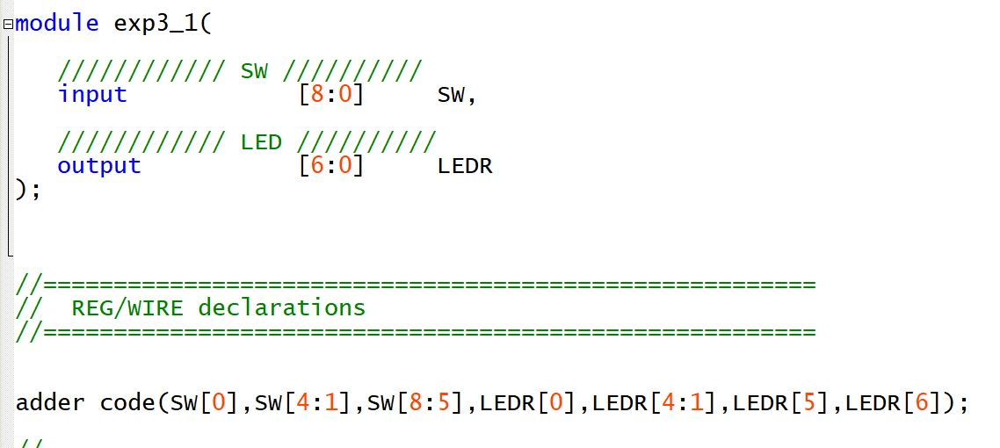 module exp3_1(
//////////// SW //////////
input [8:0] SW,
//////////// LED //////////
output [6:0] LEDR
);
//=======================================================
// REG/WIRE declarations
//=======================================================
adder code(SW[0],SW[4:1],SW[8:5],LEDR[0],LEDR[4:1],LEDR[5],LEDR[6]);
//